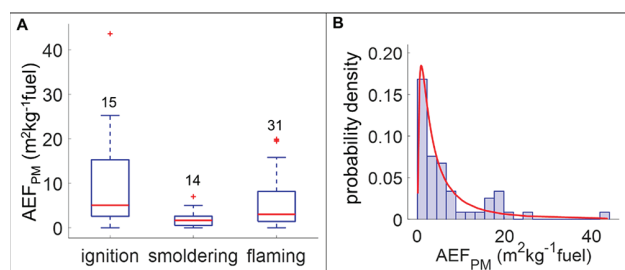 A
AEF_PM (m²kg⁻¹fuel)
40
30
20
10
0
15
14
31
ignition smoldering flaming
B
probability density
0.20
0.15
0.10
0.05
0
0 20 40
AEF_PM (m²kg⁻¹fuel)